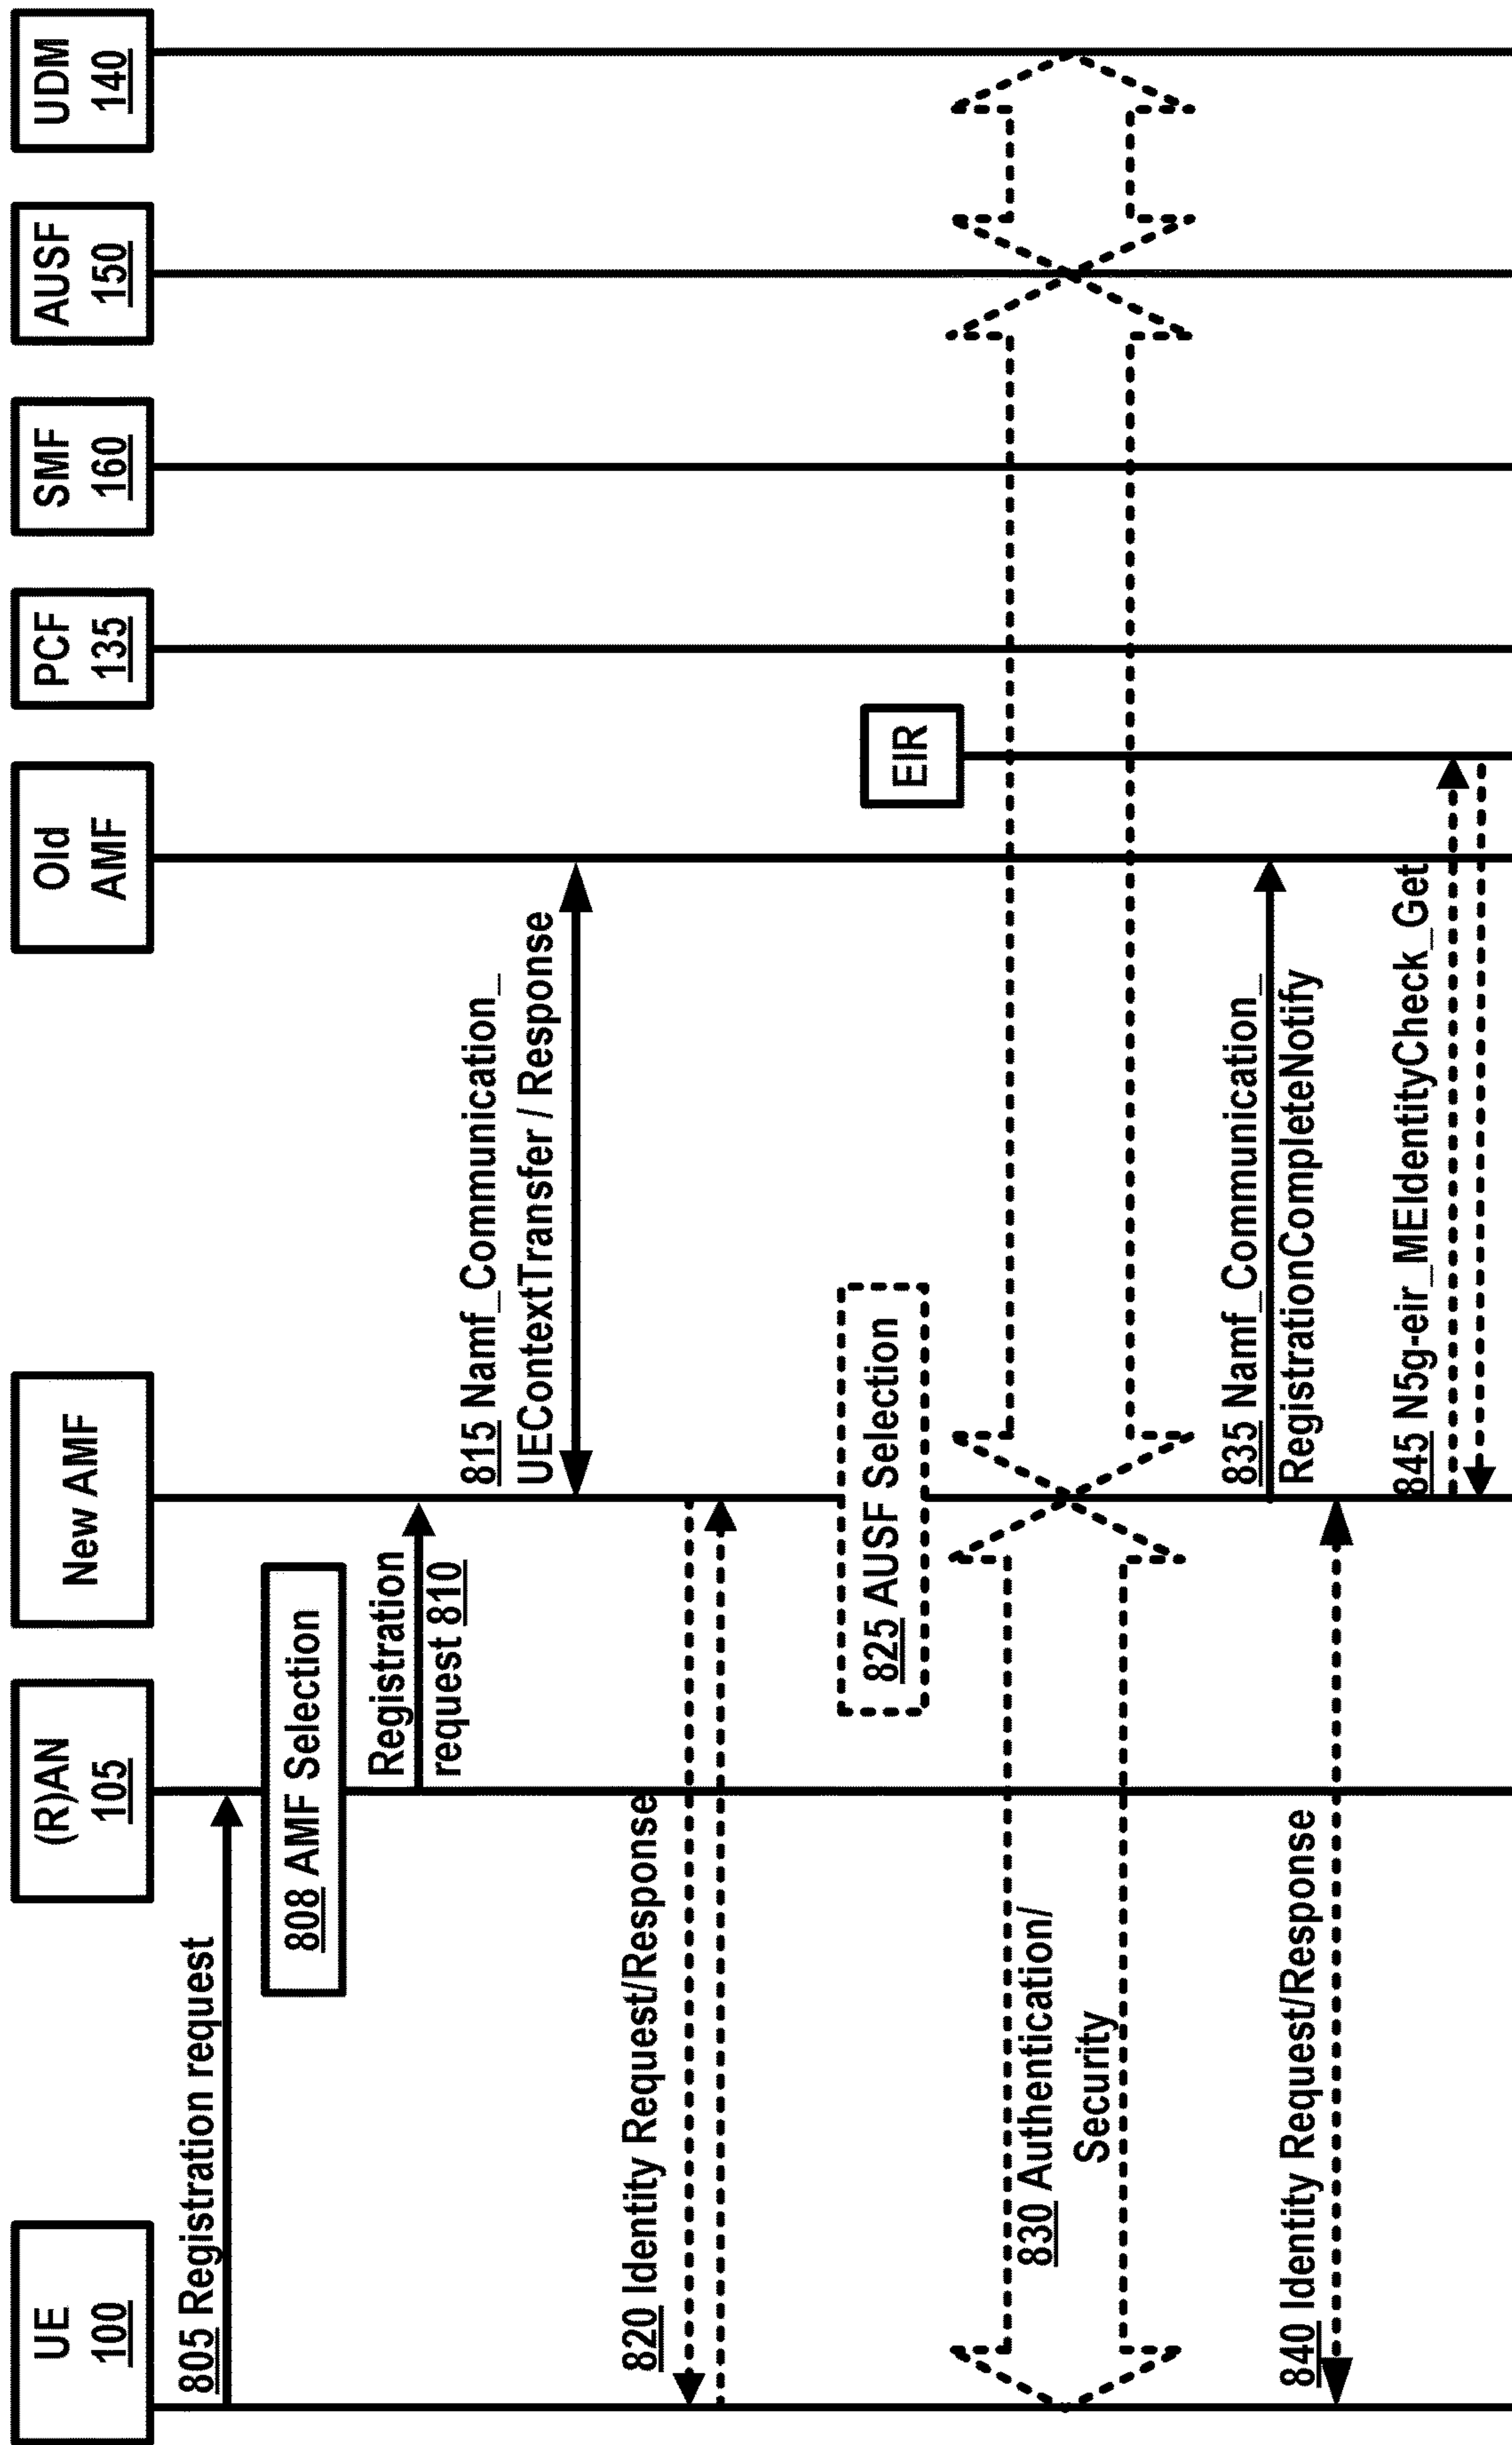 UE
100
(R)AN
105
New AMF
Old
AMF
PCF
135
SMF
160
AUSF
150
UDM
140
805 Registration request
808 AMF Selection
Registration
request 810
815 Namf_Communication_
UEContextTransfer / Response
820 Identity Request/Response
825 AUSF Selection
EIR
830 Authentication/
Security
835 Namf_Communication_
RegistrationCompleteNotify
840 Identity Request/Response
845 N5g-eir_MEIdentityCheck_Get